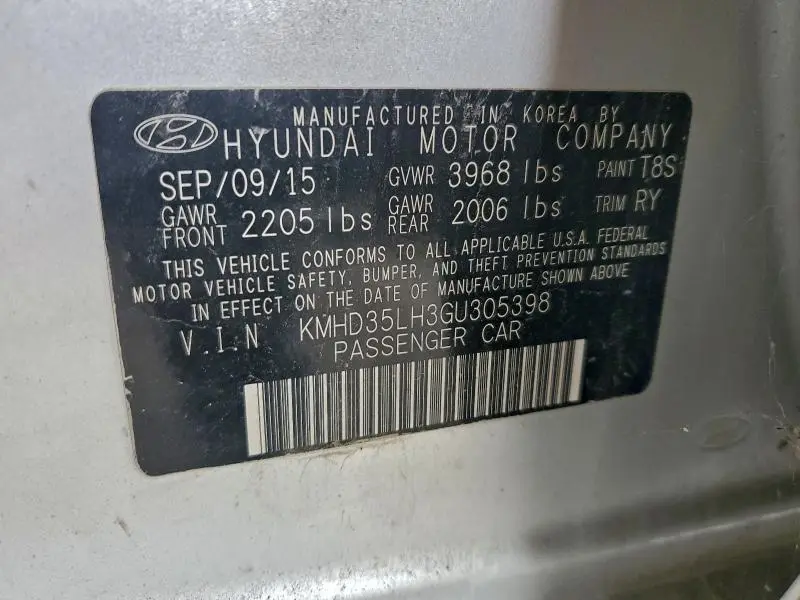 MANUFACTURED IN KOREA BY
HYUNDAI MOTOR COMPANY
SEP/09/15 GVWR 3968 lbs PAINT T8S
GAWR FRONT 2205 lbs GAWR REAR 2006 lbs TRIM RY
THIS VEHICLE CONFORMS TO ALL APPLICABLE U.S.A. FEDERAL
MOTOR VEHICLE SAFETY, BUMPER, AND THEFT PREVENTION STANDARDS
IN EFFECT ON THE DATE OF MANUFACTURE SHOWN ABOVE
V.I.N KMHD35LH3GU305398
PASSENGER CAR